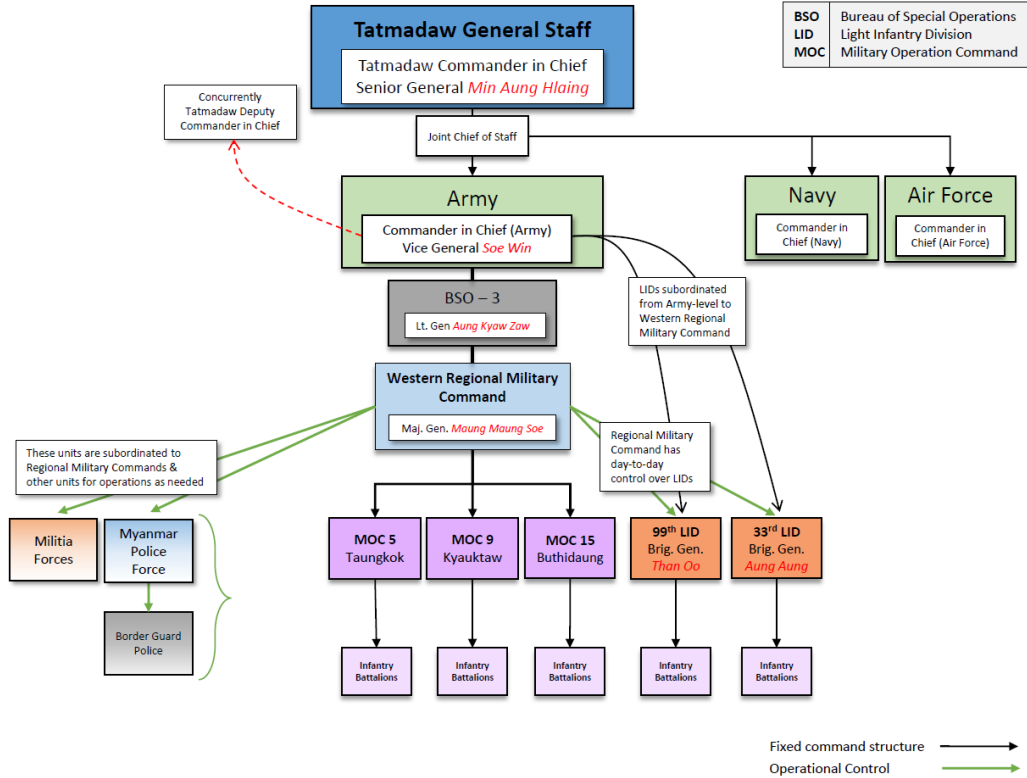 Tatmadaw General Staff
Tatmadaw Commander in Chief
Senior General Min Aung Hlaing
BSO Bureau of Special Operations
LID Light Infantry Division
MOC Military Operation Command
Concurrently
Tatmadaw Deputy
Commander in Chief
Joint Chief of Staff
Army
Commander in Chief (Army)
Vice General Soe Win
Navy
Commander in
Chief (Navy)
Air Force
Commander in
Chief (Air Force)
BSO – 3
Lt. Gen Aung Kyaw Zaw
LIDs subordinated
from Army-level to
Western Regional
Military Command
Western Regional Military
Command
Maj. Gen. Maung Maung Soe
These units are subordinated to
Regional Military Commands &
other units for operations as needed
Regional Military
Command has
day-to-day
control over LIDs
Militia
Forces
Myanmar
Police
Force
Border Guard
Police
MOC 5
Taungkok
MOC 9
Kyauktaw
MOC 15
Buthidaung
99th LID
Brig. Gen.
Than Oo
33rd LID
Brig. Gen.
Aung Aung
Infantry
Battalions
Infantry
Battalions
Infantry
Battalions
Infantry
Battalions
Infantry
Battalions
Fixed command structure
Operational Control